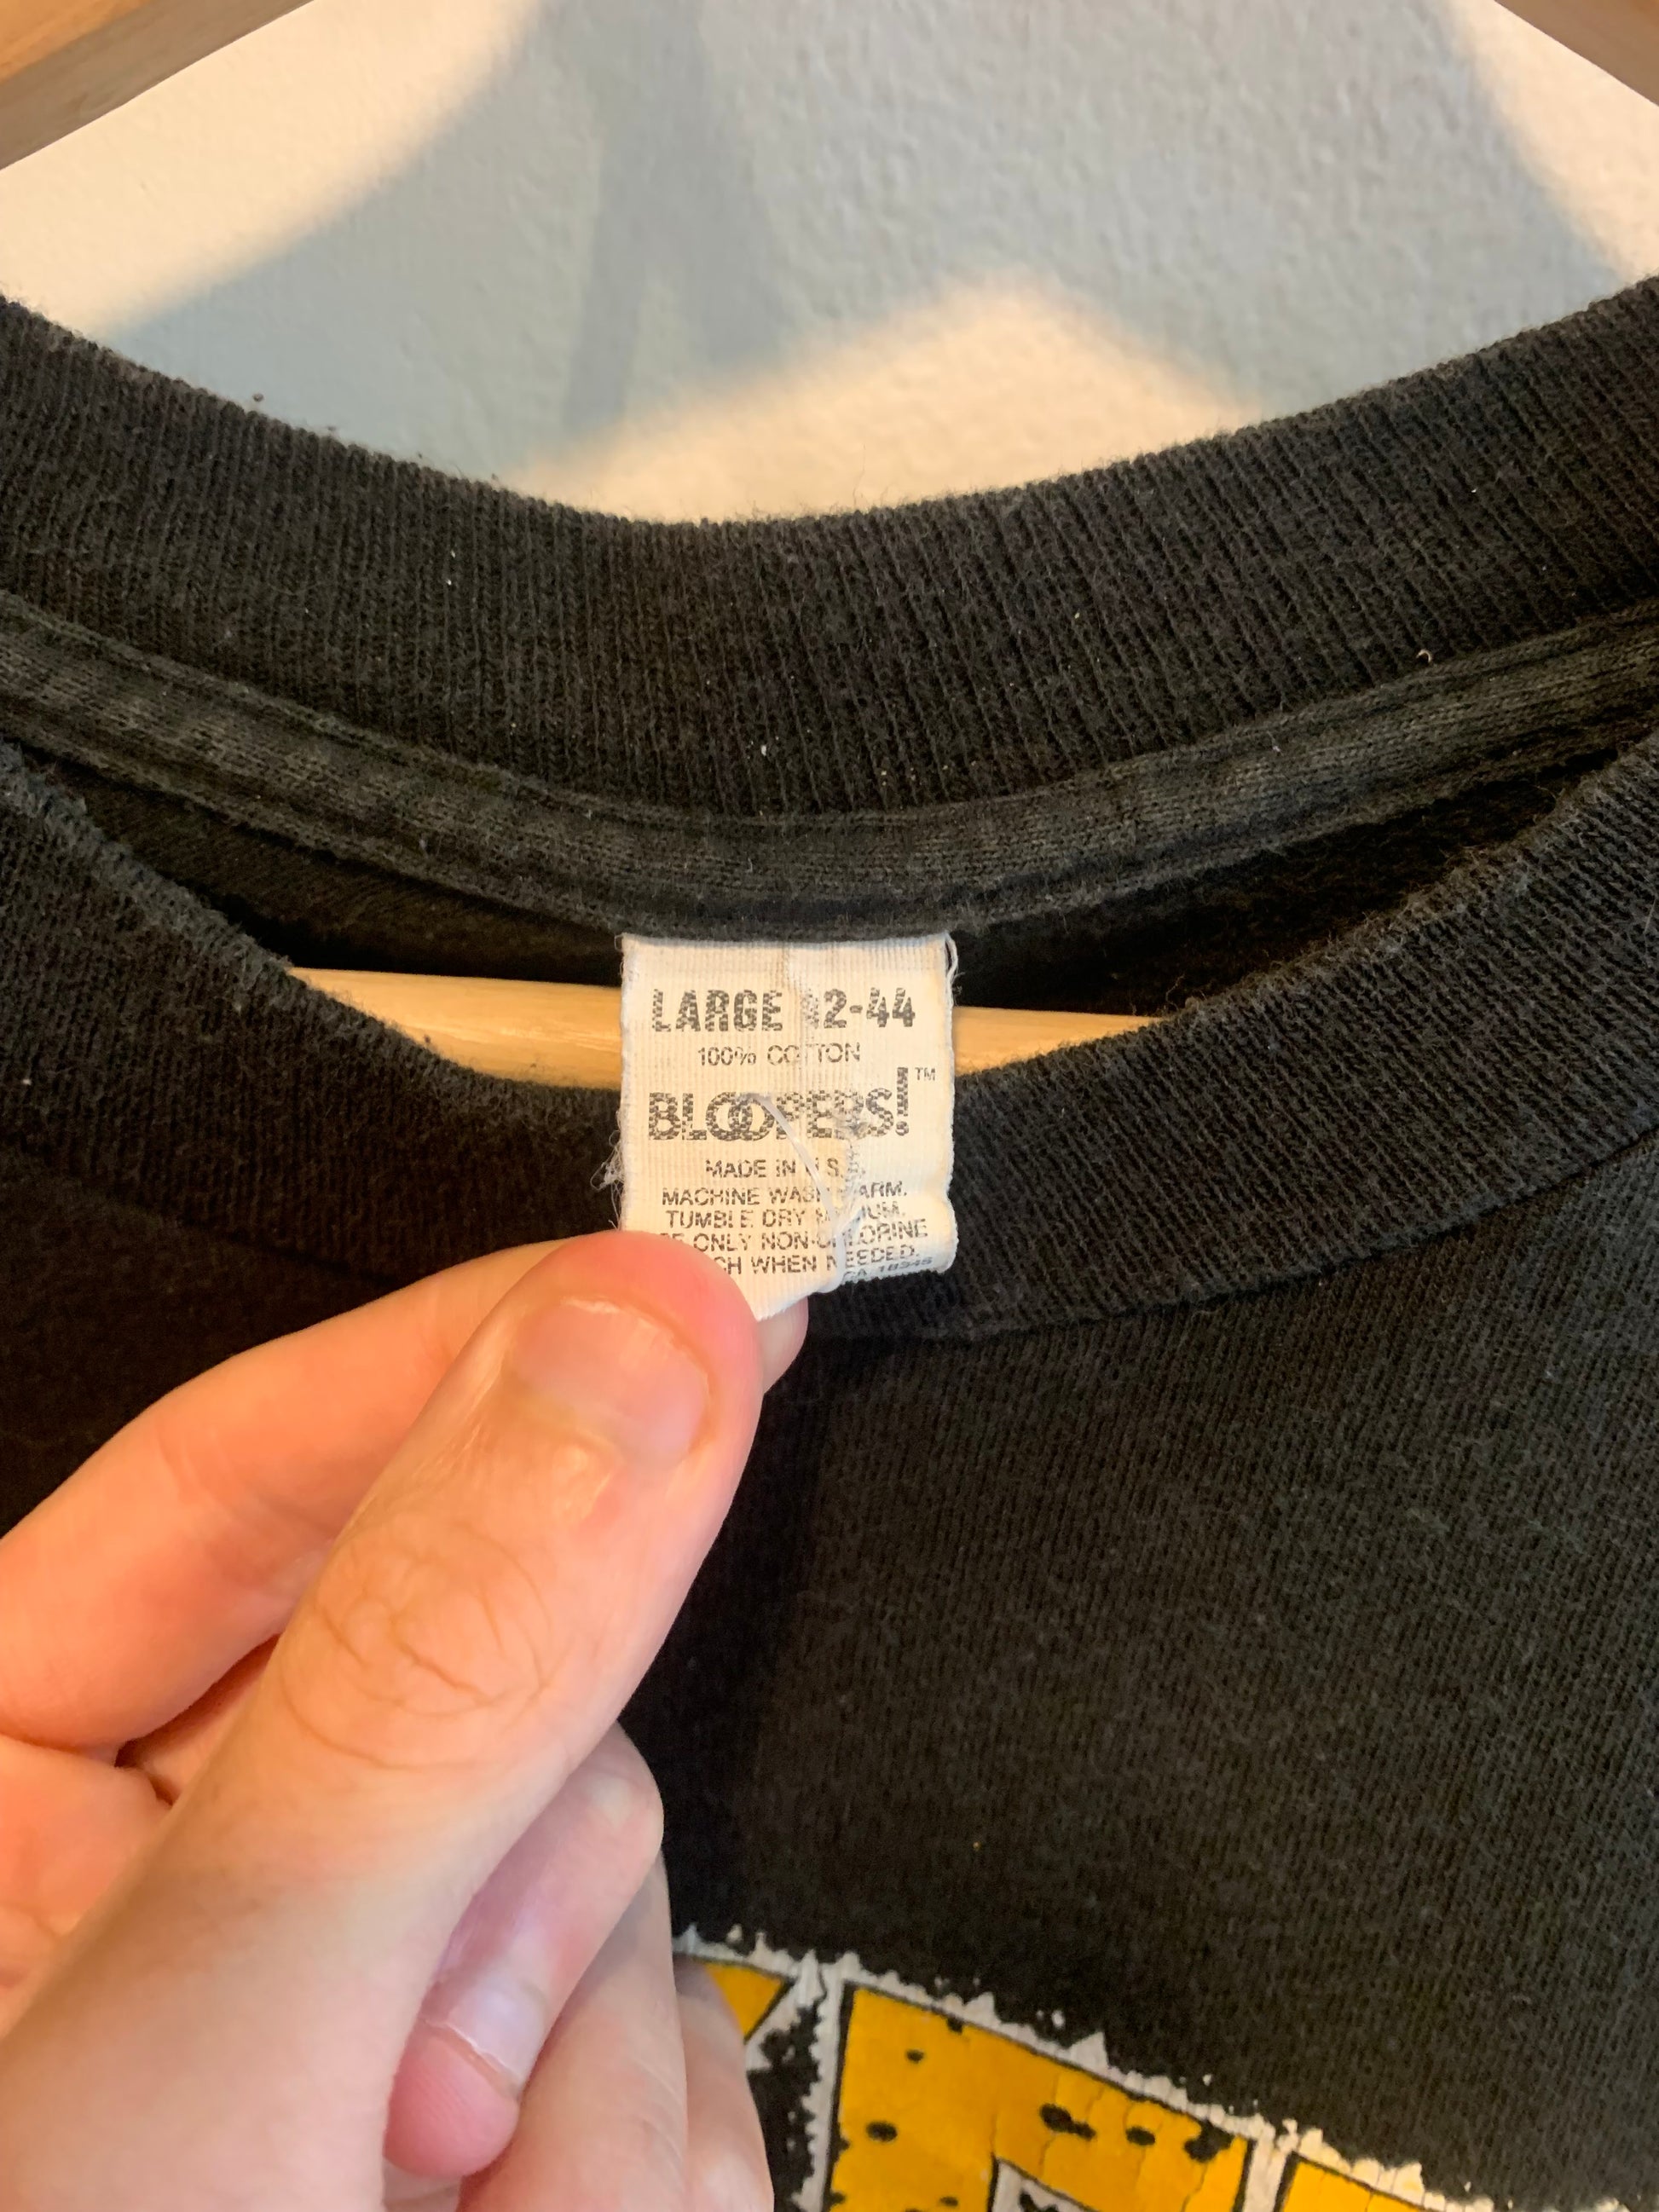 LARGE 42-44
100% COTTON
BLOOPERS!™
MADE IN U.S.A.
MACHINE WASH WARM.
TUMBLE DRY MEDIUM.
ONLY NON-CHLORINE
WHEN NEEDED.